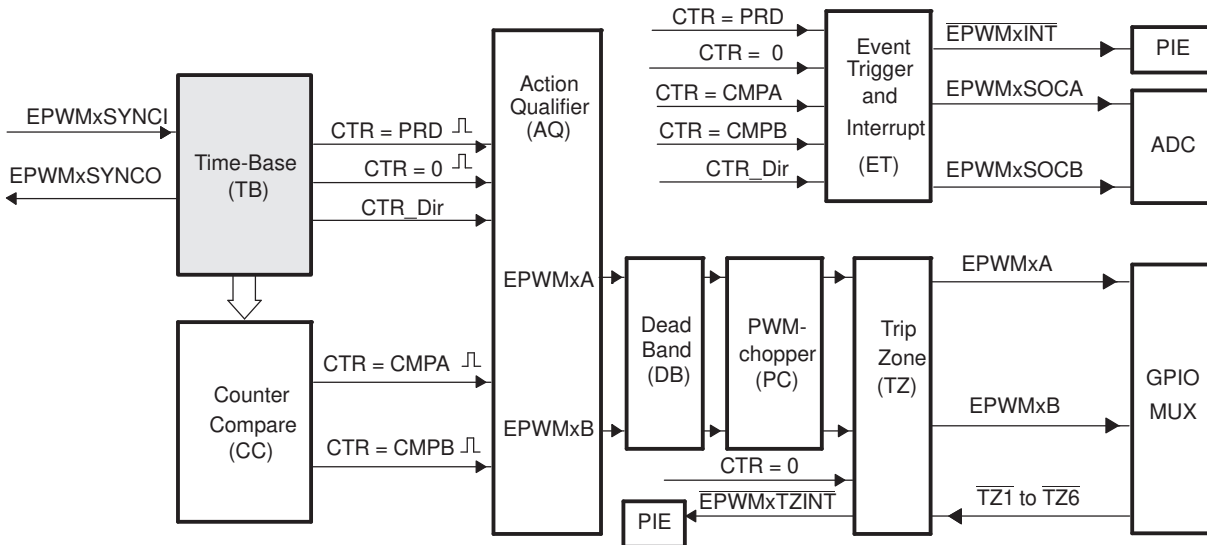 EPWMxSYNCI
EPWMxSYNCO
Time-Base
(TB)
CTR = PRD
CTR = 0
CTR_Dir
Counter
Compare
(CC)
CTR = CMPA
CTR = CMPB
Action
Qualifier
(AQ)
EPWMxA
EPWMxB
CTR = PRD
CTR = 0
CTR = CMPA
CTR = CMPB
CTR_Dir
Event
Trigger
and
Interrupt
(ET)
EPWMxINT
EPWMxSOCA
EPWMxSOCB
PIE
ADC
Dead
Band
(DB)
PWM-
chopper
(PC)
CTR = 0
EPWMxTZINT
PIE
Trip
Zone
(TZ)
EPWMxA
EPWMxB
TZ1 to TZ6
GPIO
MUX